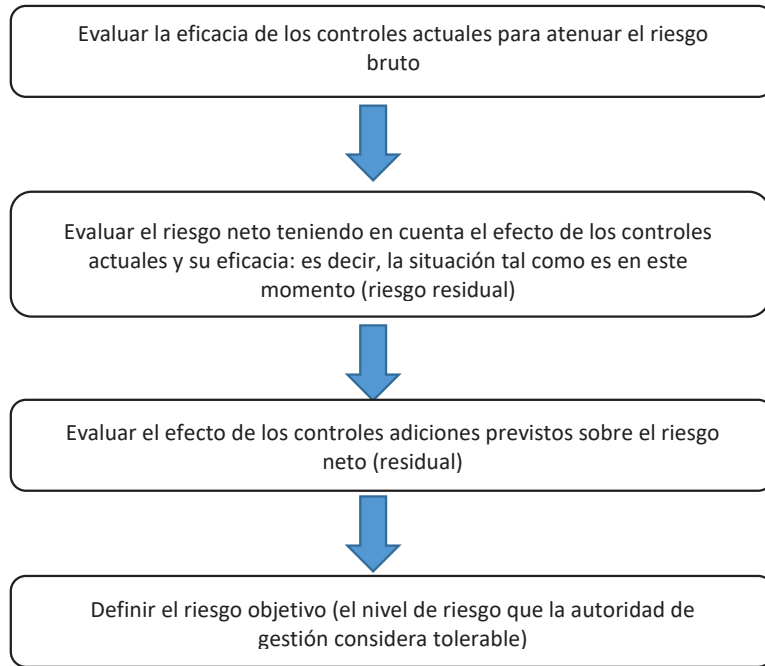 Evaluar la eficacia de los controles actuales para atenuar el riesgo
bruto
Evaluar el riesgo neto teniendo en cuenta el efecto de los controles
actuales y su eficacia: es decir, la situación tal como es en este
momento (riesgo residual)
Evaluar el efecto de los controles adiciones previstos sobre el riesgo
neto (residual)
Definir el riesgo objetivo (el nivel de riesgo que la autoridad de
gestión considera tolerable)